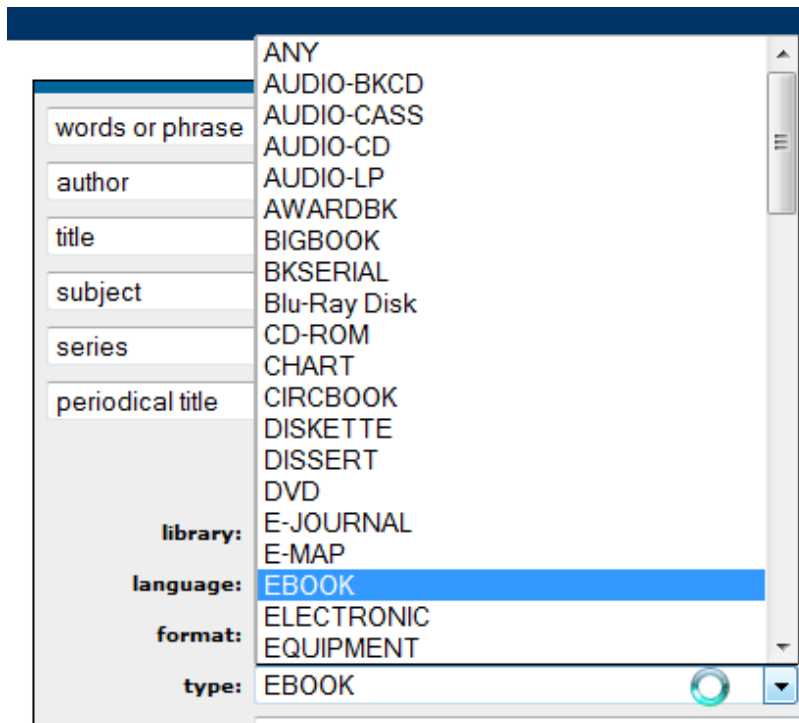 words or phrase
author
title
subject
series
periodical title
library:
language:
format:
type:
ANY
AUDIO-BKCD
AUDIO-CASS
AUDIO-CD
AUDIO-LP
AWARDBK
BIGBOOK
BKSERIAL
Blu-Ray Disk
CD-ROM
CHART
CIRCBOOK
DISKETTE
DISSERT
DVD
E-JOURNAL
E-MAP
EBOOK
ELECTRONIC
EQUIPMENT
EBOOK